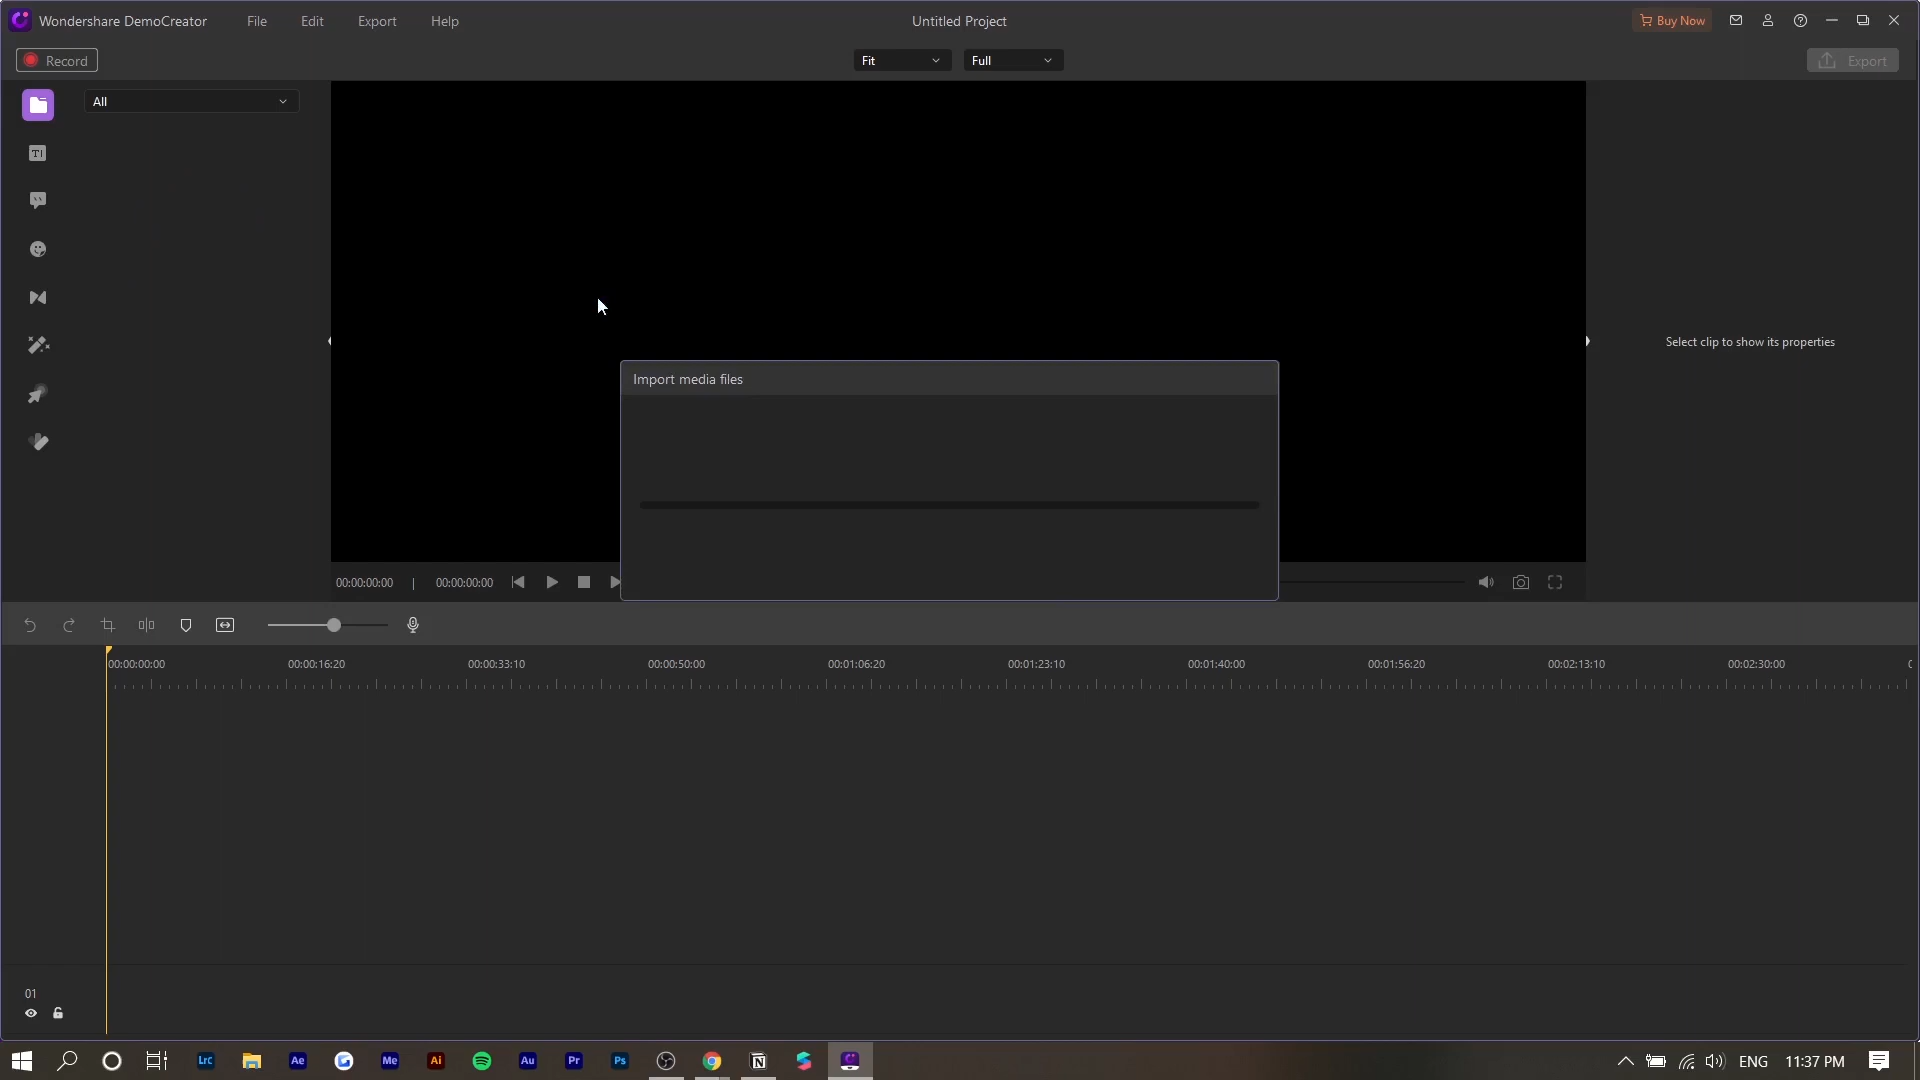 Wondershare DemoCreator File Edit Export Help Untitled Project Buy Now
Record Fit Full Export
All
TI
Select clip to show its properties
Import media files
00:00:00:00 | 00:00:00:00
00:00:00:00 00:00:16:20 00:00:33:10 00:00:50:00 00:01:06:20 00:01:23:10 00:01:40:00 00:01:56:20 00:02:13:10 00:02:30:00
01
LrC Ae Me Ai Au Pr Ps ENG 11:37 PM